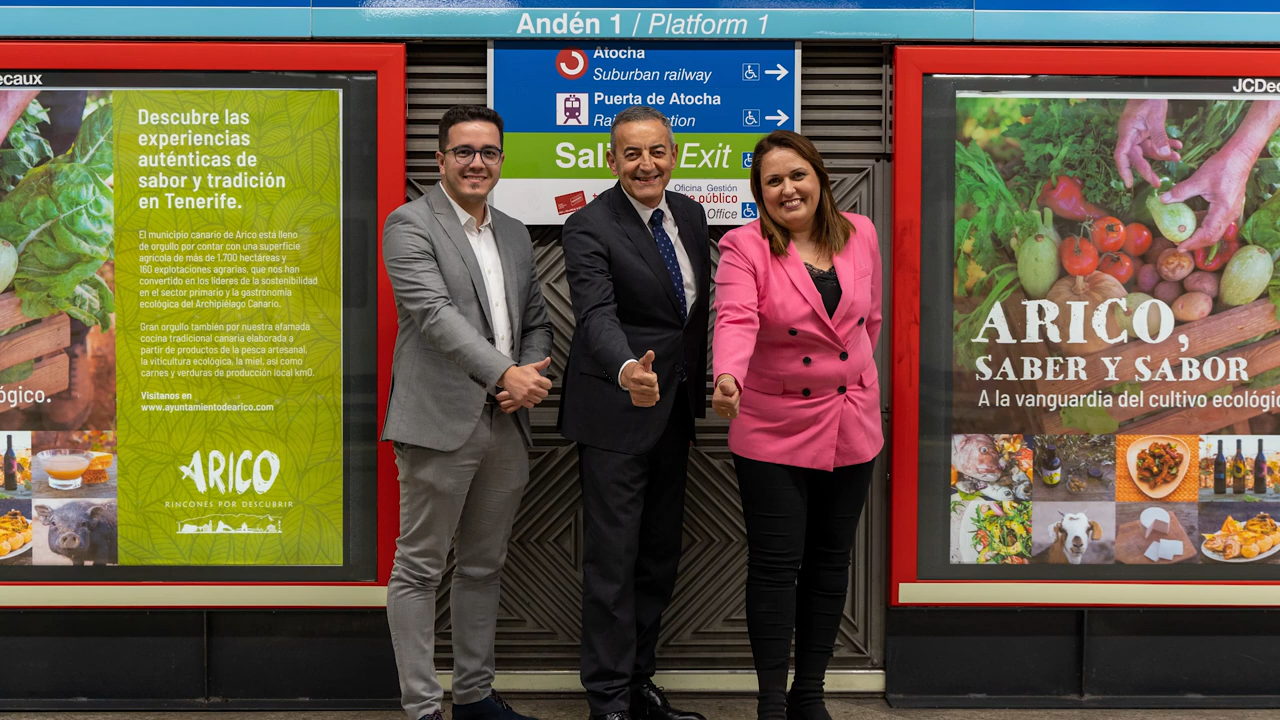 Andén 1 / Platform 1
Atocha
Suburban railway
Puerta de Atocha
Exit
Oficina Gestión
público
Office
JCDec
Descubre las
experiencias
auténticas de
sabor y tradición
en Tenerife.
El municipio canario de Arico está lleno
de orgullo por contar con una superficie
agrícola de más de 1.700 hectáreas y
160 explotaciones agrarias, que nos han
convertido en los líderes de la sostenibilidad
en el sector primario y la gastronomía
ecológica del Archipiélago Canario.
Gran orgullo también por nuestra afamada
cocina tradicional canaria elaborada a
partir de productos de la pesca artesanal,
la viticultura ecológica, la miel, así como
carnes y verduras de producción local km0.
Visítanos en
www.ayuntamientodearico.com
ARICO
RINCONES POR DESCUBRIR
ARICO,
SABER Y SABOR
A la vanguardia del cultivo ecológic